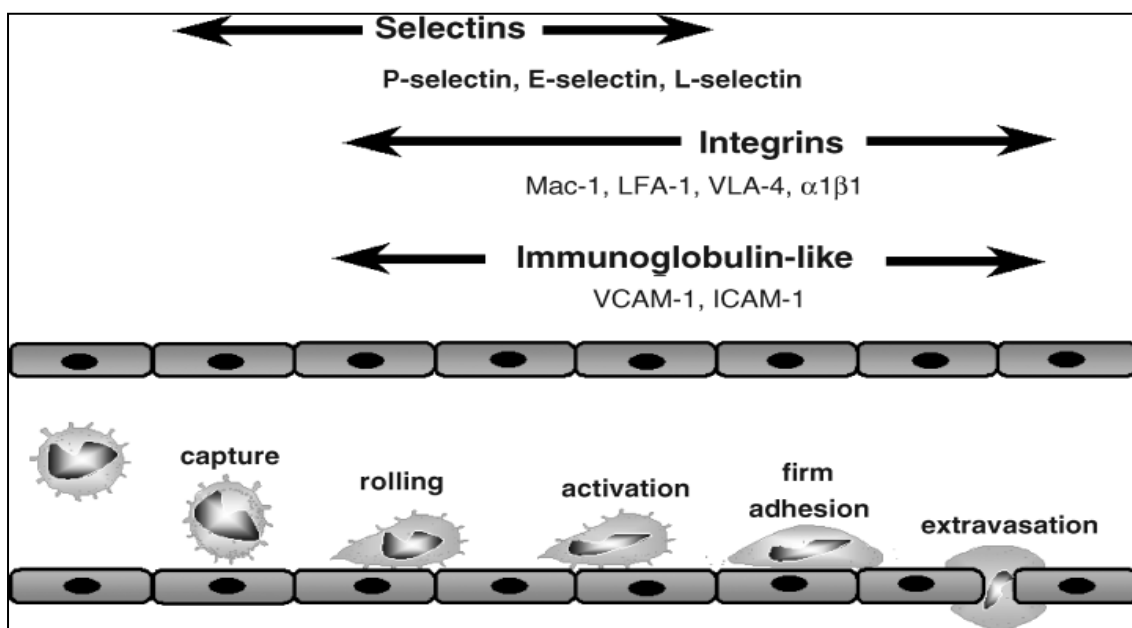 Selectins
P-selectin, E-selectin, L-selectin
Integrins
Mac-1, LFA-1, VLA-4, α1β1
Immunoglobulin-like
VCAM-1, ICAM-1
capture
rolling
activation
firm
adhesion
extravasation